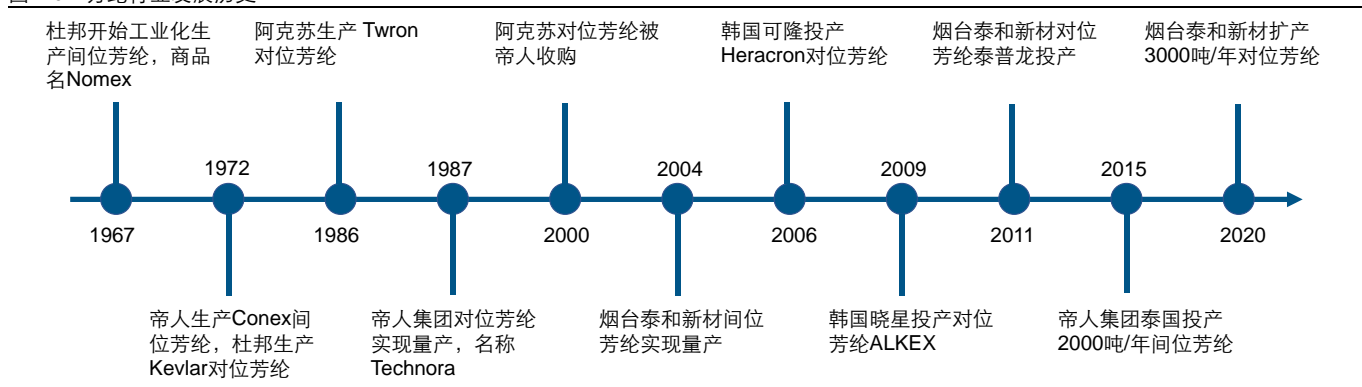 杜邦开始工业化生
产间位芳纶，商品
名Nomex
阿克苏生产 Twron
对位芳纶
阿克苏对位芳纶被
帝人收购
韩国可隆投产
Heracron对位芳纶
烟台泰和新材对位
芳纶泰普龙投产
烟台泰和新材扩产
3000吨/年对位芳纶
1972
1987
2004
2009
2015
1967
1986
2000
2006
2011
2020
帝人生产Conex间
位芳纶，杜邦生产
Kevlar对位芳纶
帝人集团对位芳纶
实现量产，名称
Technora
烟台泰和新材间位
芳纶实现量产
韩国晓星投产对位
芳纶ALKEX
帝人集团泰国投产
2000吨/年间位芳纶